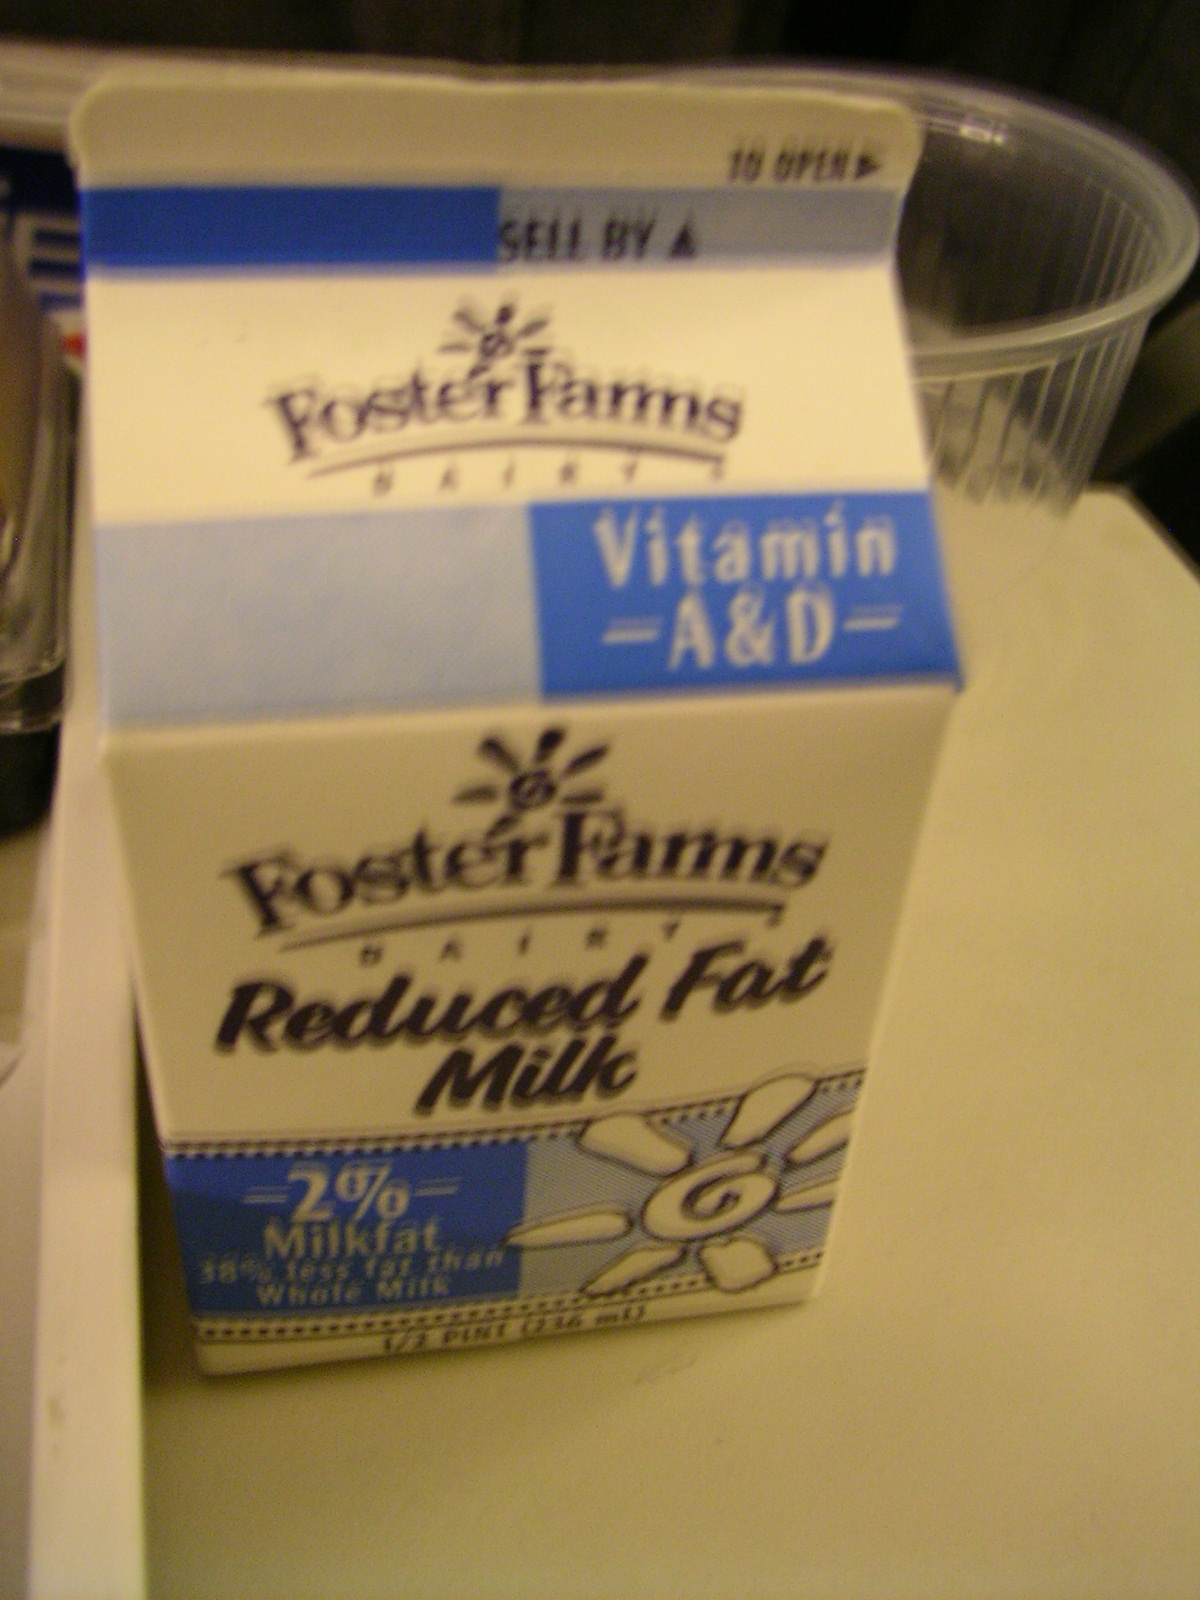 TO OPEN
SELL BY
Foster Farms
DAIRY
Vitamin
-A&D-
Foster Farms
DAIRY
Reduced Fat
Milk
-2%-
Milkfat
38% less fat than
Whole Milk
1/2 PINT (236 ml)